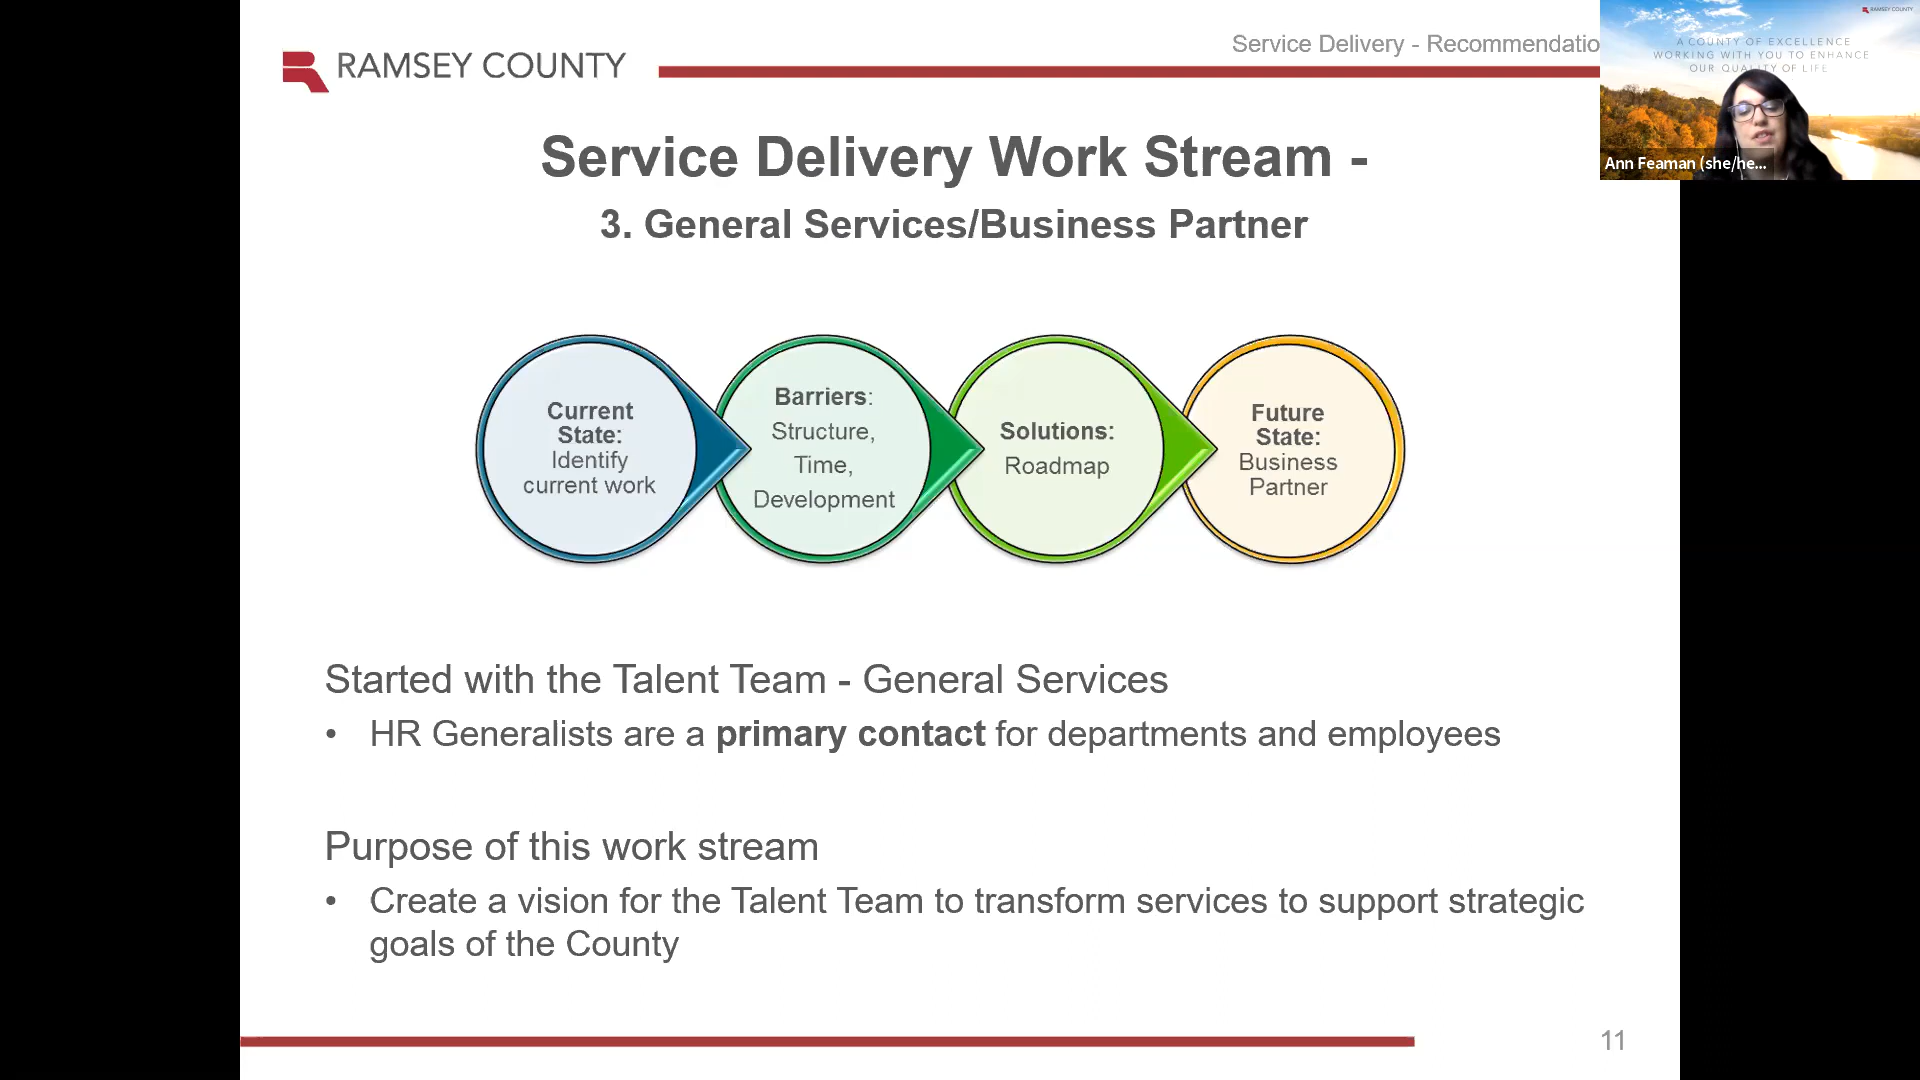 RAMSEY COUNTY
Service Delivery - Recommendatio
RAMSEY COUNTY
A COUNTY OF EXCELLENCE
WORKING WITH YOU TO ENHANCE
OUR QUALITY OF LIFE
Ann Feaman (she/he...
Service Delivery Work Stream -
3. General Services/Business Partner
Current
State:
Identify
current work
Barriers:
Structure,
Time,
Development
Solutions:
Roadmap
Future
State:
Business
Partner
Started with the Talent Team - General Services
• HR Generalists are a primary contact for departments and employees
Purpose of this work stream
• Create a vision for the Talent Team to transform services to support strategic
goals of the County
11